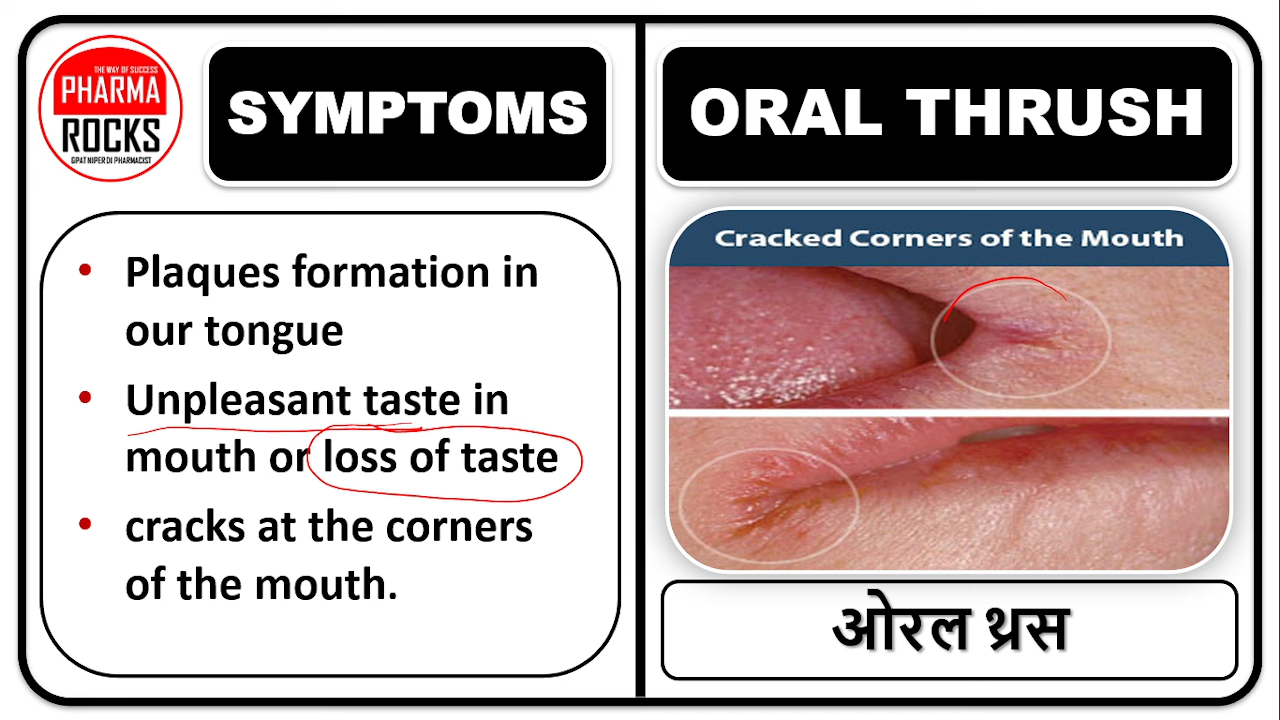 THE WAY OF SUCCESS
PHARMA
ROCKS
GPAT NIPER DI PHARMACIST
SYMPTOMS
• Plaques formation in
our tongue
• Unpleasant taste in
mouth or loss of taste
• cracks at the corners
of the mouth.
ORAL THRUSH
Cracked Corners of the Mouth
ओरल थ्रस